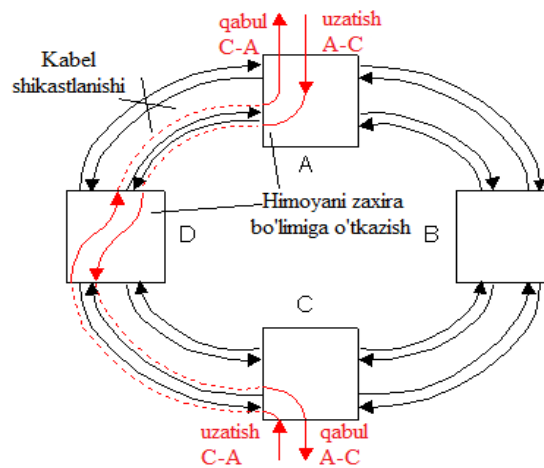 qabul
C-A
uzatish
A-C
Kabel
shikastlanishi
A
Himoyani zaxira
bo'limiga o'tkazish
D
B
C
uzatish
C-A
qabul
A-C